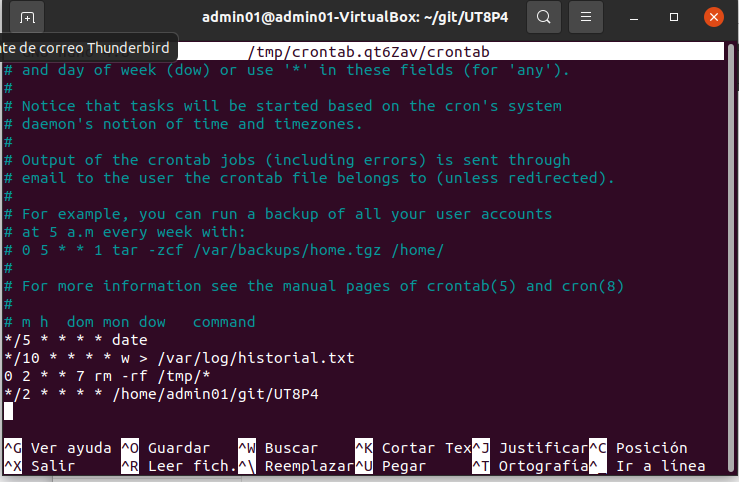 admin01@admin01-VirtualBox: ~/git/UT8P4
te de correo Thunderbird
/tmp/crontab.qt6Zav/crontab
# and day of week (dow) or use '*' in these fields (for 'any').
#
# Notice that tasks will be started based on the cron's system
# daemon's notion of time and timezones.
#
# Output of the crontab jobs (including errors) is sent through
# email to the user the crontab file belongs to (unless redirected).
#
# For example, you can run a backup of all your user accounts
# at 5 a.m every week with:
# 0 5 * * 1 tar -zcf /var/backups/home.tgz /home/
#
# For more information see the manual pages of crontab(5) and cron(8)
#
# m h  dom mon dow   command
*/5 * * * * date
*/10 * * * * w > /var/log/historial.txt
0 2 * * 7 rm -rf /tmp/*
*/2 * * * * /home/admin01/git/UT8P4
^G Ver ayuda ^O Guardar ^W Buscar ^K Cortar Tex ^J Justificar ^C Posición
^X Salir ^R Leer fich. ^\ Reemplazar ^U Pegar ^T Ortografía ^_ Ir a línea